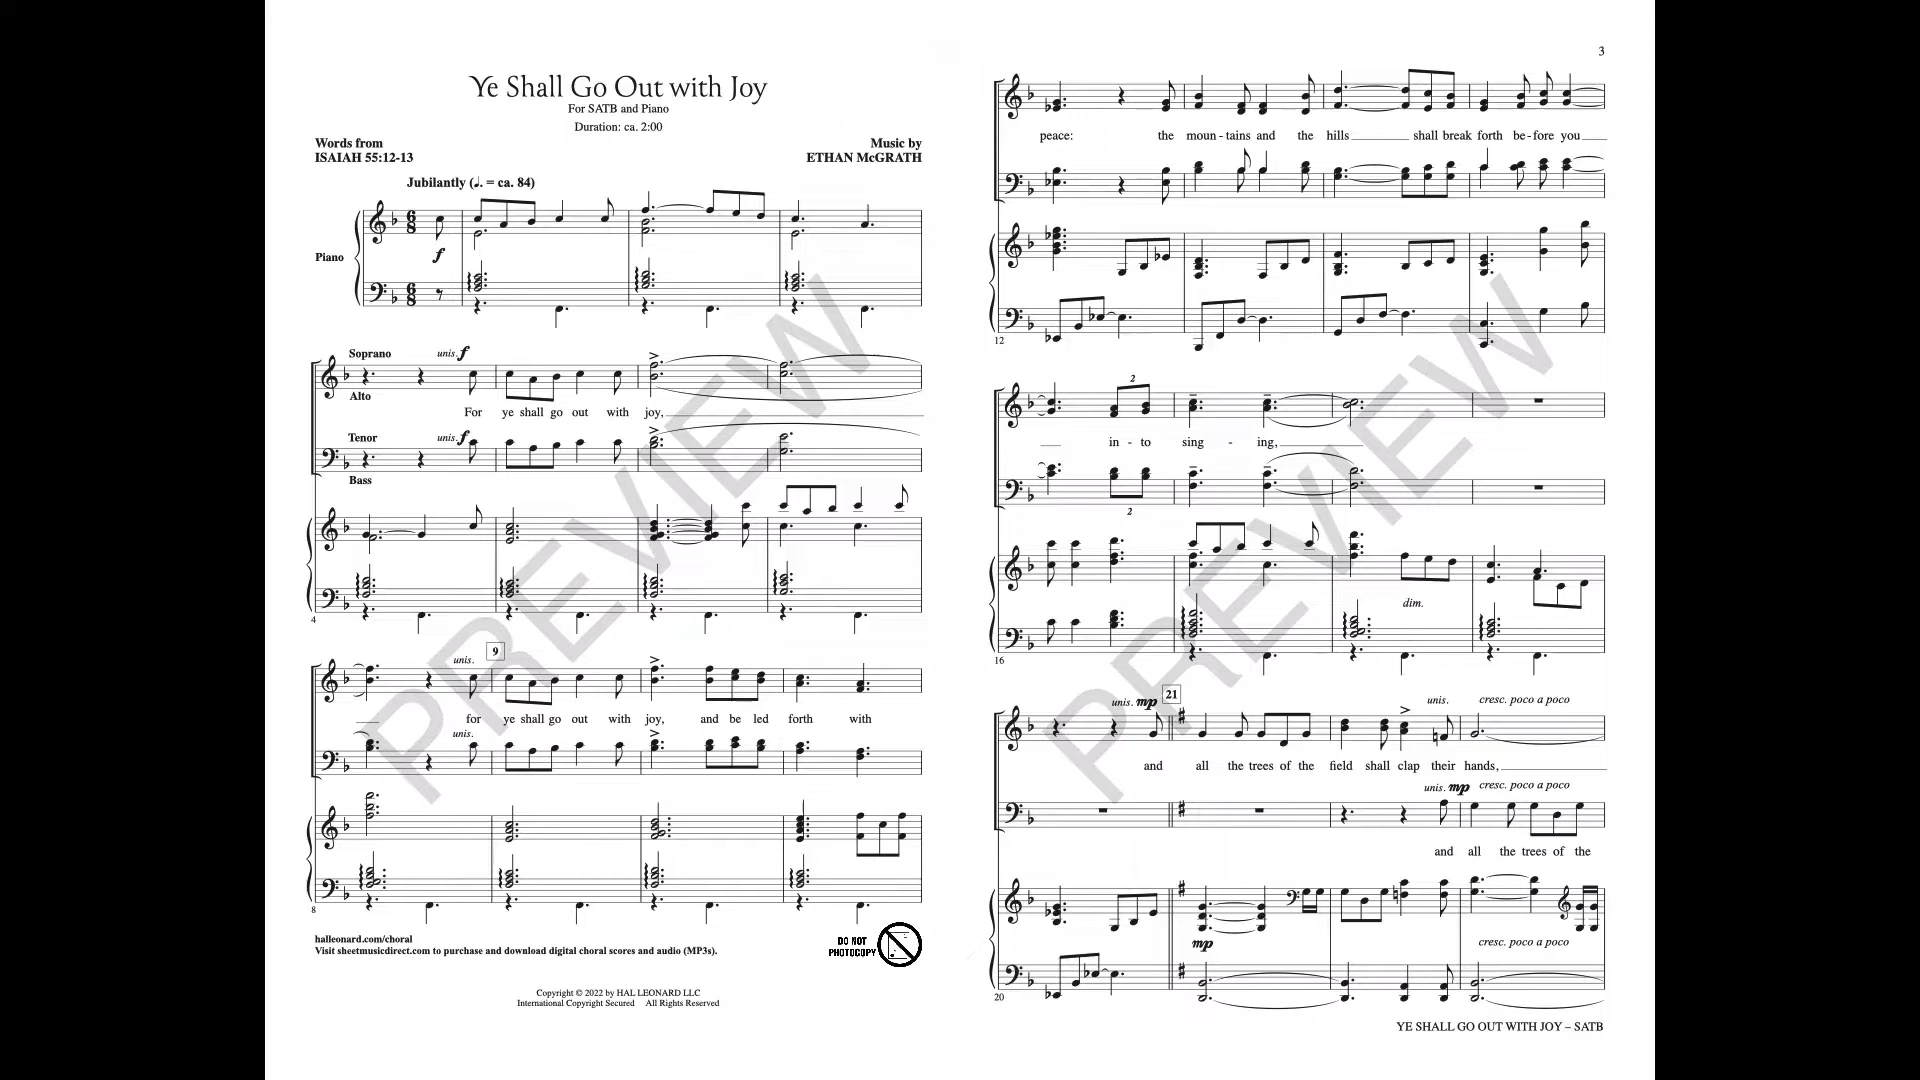 Ye Shall Go Out with Joy
For SATB and Piano
Duration: ca. 2:00
Words from
ISAIAH 55:12-13
Music by
ETHAN McGRATH
Jubilantly (♩. = ca. 84)
6 8
Piano
f
6 8
Soprano
unis. f
Alto
For ye shall go out with joy,
Tenor
unis. f
Bass
4
9
unis.
for ye shall go out with joy, and be led forth with
unis.
8
halleonard.com/choral
Visit sheetmusicdirect.com to purchase and download digital choral scores and audio (MP3s).
DO NOT
PHOTOCOPY
Copyright © 2022 by HAL LEONARD LLC
International Copyright Secured All Rights Reserved
PREVIEW
3
peace: the moun - tains and the hills shall break forth be - fore you
12
2
in - to sing - ing,
2
dim.
16
unis. mp
21
unis.
cresc. poco a poco
and all the trees of the field shall clap their hands,
unis. mp cresc. poco a poco
and all the trees of the
mp
cresc. poco a poco
20
YE SHALL GO OUT WITH JOY – SATB
PREVIEW